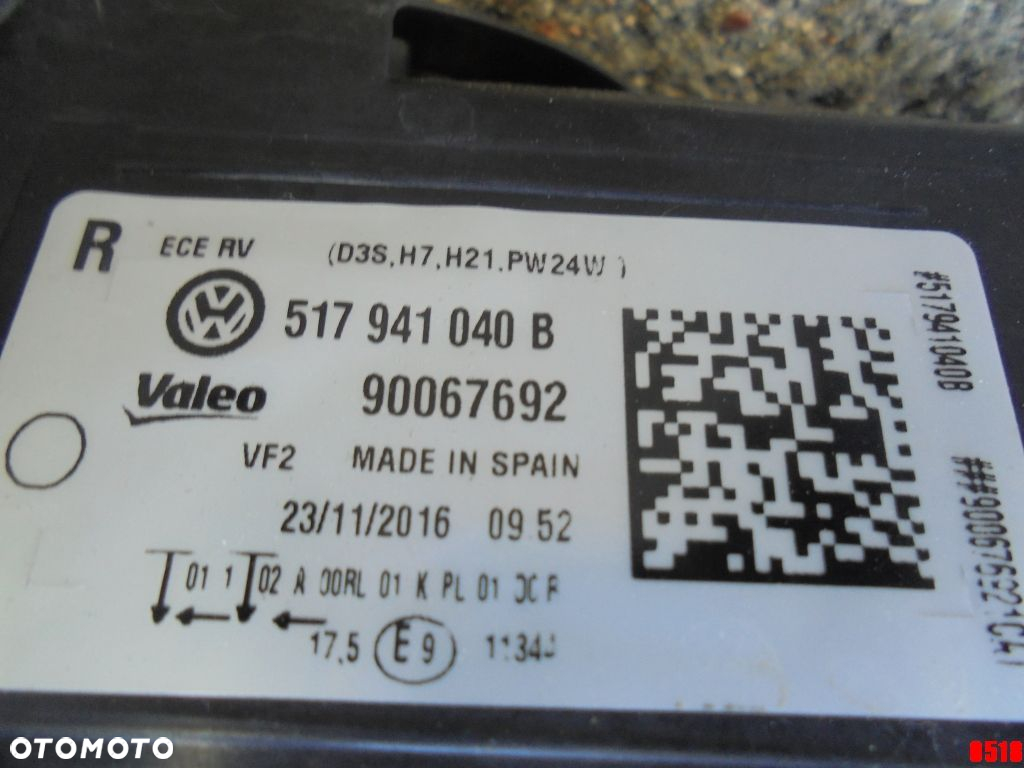 R ECE RV (D3S,H7,H21.PW24W)
517 941 040 B
Valeo 90067692
VF2 MADE IN SPAIN
23/11/2016 09 52
01 1 02 A 00RL 01 K PL 01
17.5 E9
#517941040B
OTOMOTO
8518